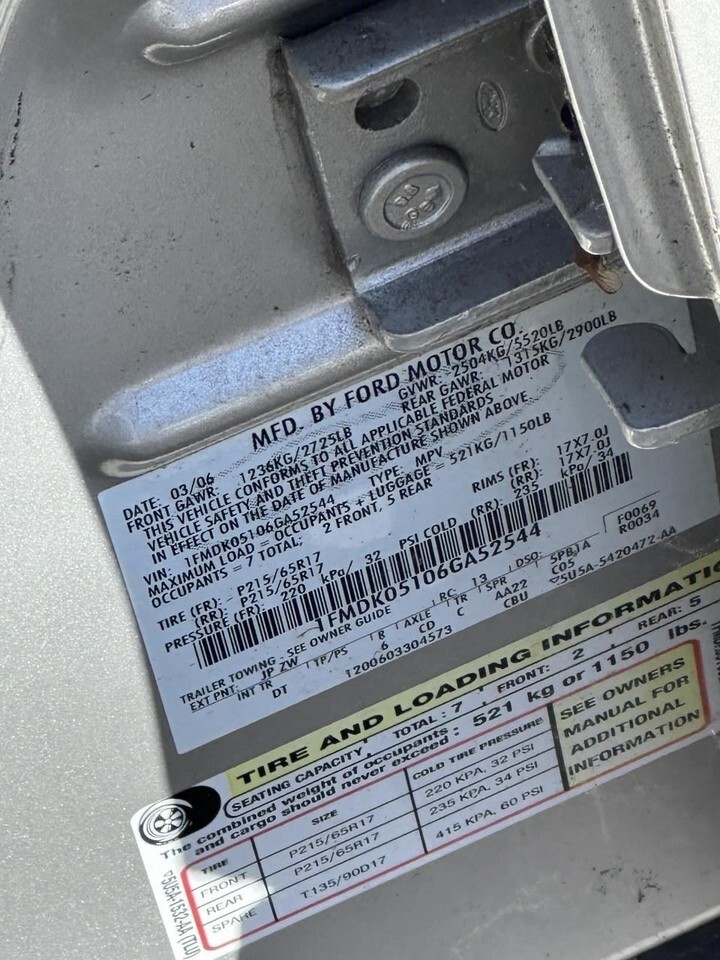 MFD. BY FORD MOTOR CO.
DATE: 03/06 GVWR: 2504KG/5520LB
FRONT GAWR: 1236KG/2725LB REAR GAWR: 1315KG/2900LB
THIS VEHICLE CONFORMS TO ALL APPLICABLE FEDERAL MOTOR
VEHICLE SAFETY AND THEFT PREVENTION STANDARDS
IN EFFECT ON THE DATE OF MANUFACTURE SHOWN ABOVE
VIN: 1FMDK05106GA52544 TYPE: MPV
MAXIMUM LOAD = OCCUPANTS + LUGGAGE = 521KG/1150LB
OCCUPANTS = 7 TOTAL: 2 FRONT, 5 REAR
TIRE (FR): P215/65R17 RIMS (FR): 17X7.0J
(RR): P215/65R17 (RR): 17X7.0J
PRESSURE (FR): 220 kPa/ 32 PSI COLD (RR): 235 kPa/34
1FMDK05106GA52544
F0069
R0034
TRAILER TOWING - SEE OWNER GUIDE RC: 13 DSO:
EXT PNT: JP ZW TP/PS B AXLE TR SPR SPB1A
INT TR 6 CD C AA22 C05
DT 1200603304573 CBU 5U5A-5420472-AA
TIRE AND LOADING INFORMATION
SEATING CAPACITY TOTAL: 7 FRONT: 2 REAR: 5
The combined weight of occupants
and cargo should never exceed: 521 kg or 1150 lbs.
TIRE SIZE COLD TIRE PRESSURE
FRONT P215/65R17 220 KPA, 32 PSI
REAR P215/65R17 235 KPA, 34 PSI
SPARE T135/90D17 415 KPA, 60 PSI
SEE OWNERS
MANUAL FOR
ADDITIONAL
INFORMATION
5U5A-1532-AA (TLU)